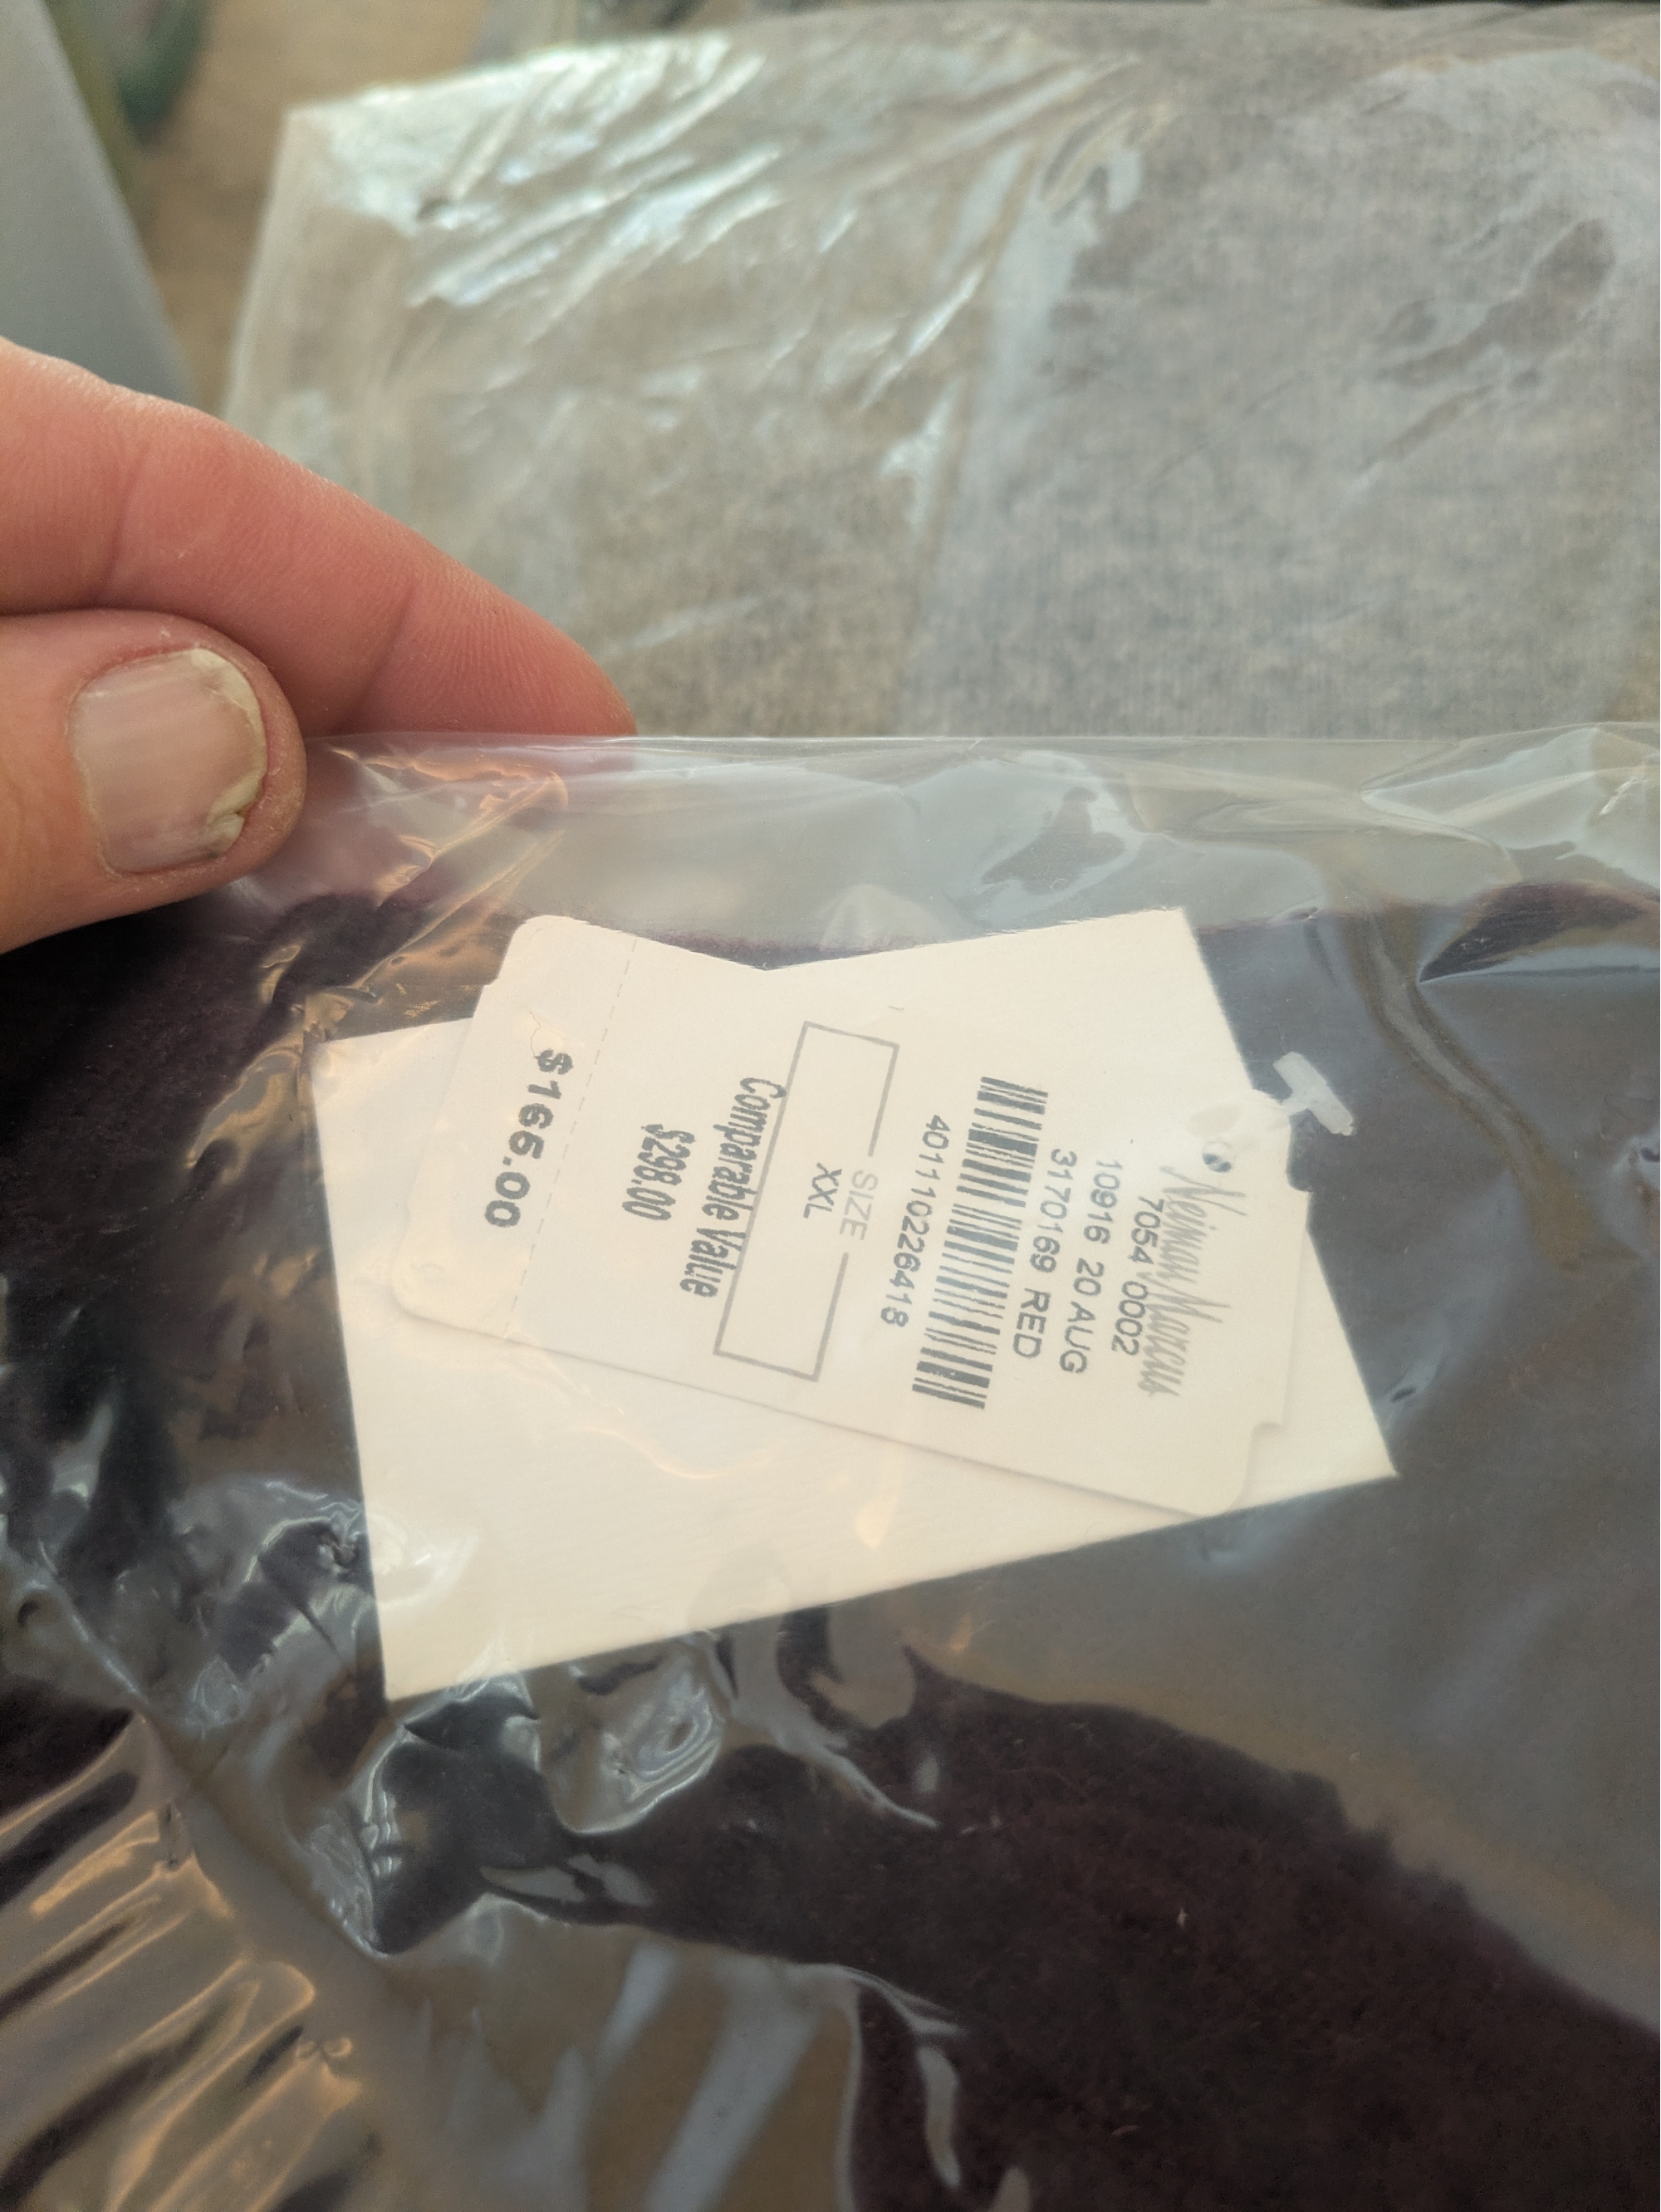 Neiman Marcus
7054 0002
10916 20 AUG
3170169 RED
401110226418
SIZE
XXL
Comparable Value
$298.00
$165.00